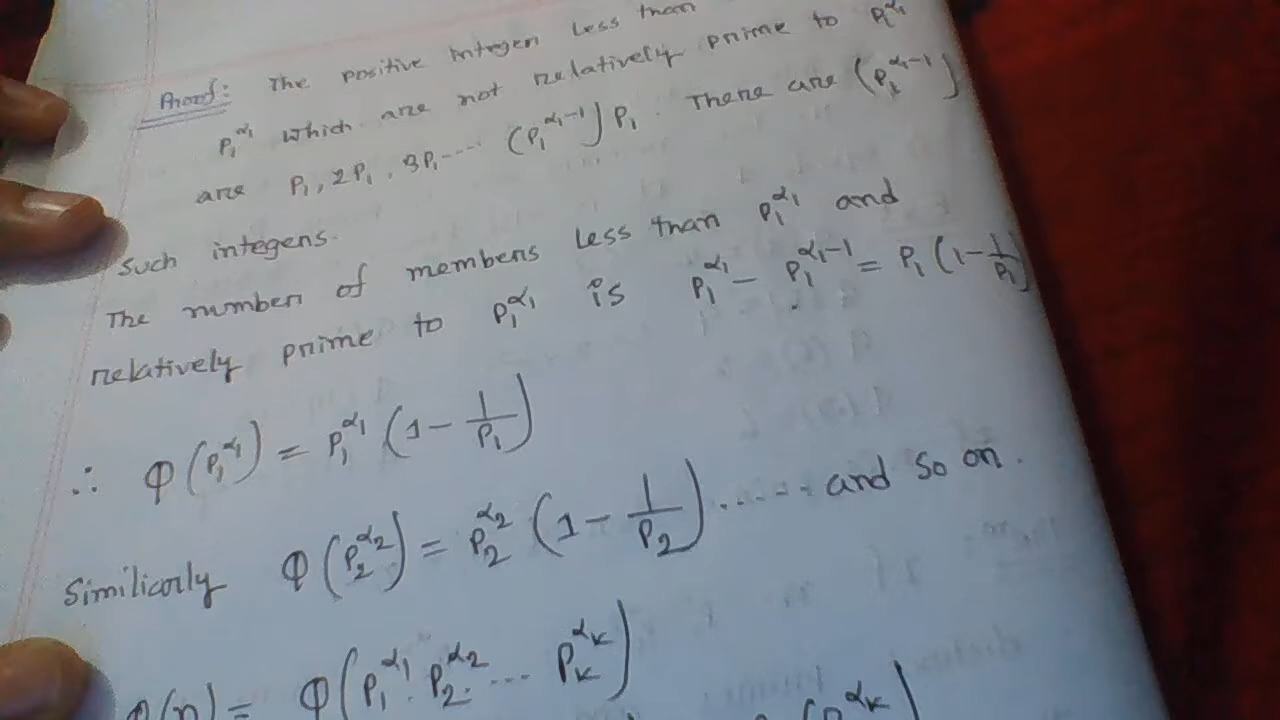 Proof: The positive integer less than
P₁^α₁ which are not relatively prime to P₁^α₁
are P₁, 2P₁, 3P₁ ---- (P₁^α₁-1) P₁. There are (P₁^α₁-1)
such integers.
The number of members less than P₁^α₁ and
relatively prime to P₁^α₁ is P₁^α₁ - P₁^α₁-1 = P₁ (1 - 1/P₁)
∴ φ(P₁^α₁) = P₁^α₁ (1 - 1/P₁)
Similarly φ(P₂^α₂) = P₂^α₂ (1 - 1/P₂) ----- and so on.
φ(n) = φ(P₁^α₁ . P₂^α₂ ... P_k^α_k)